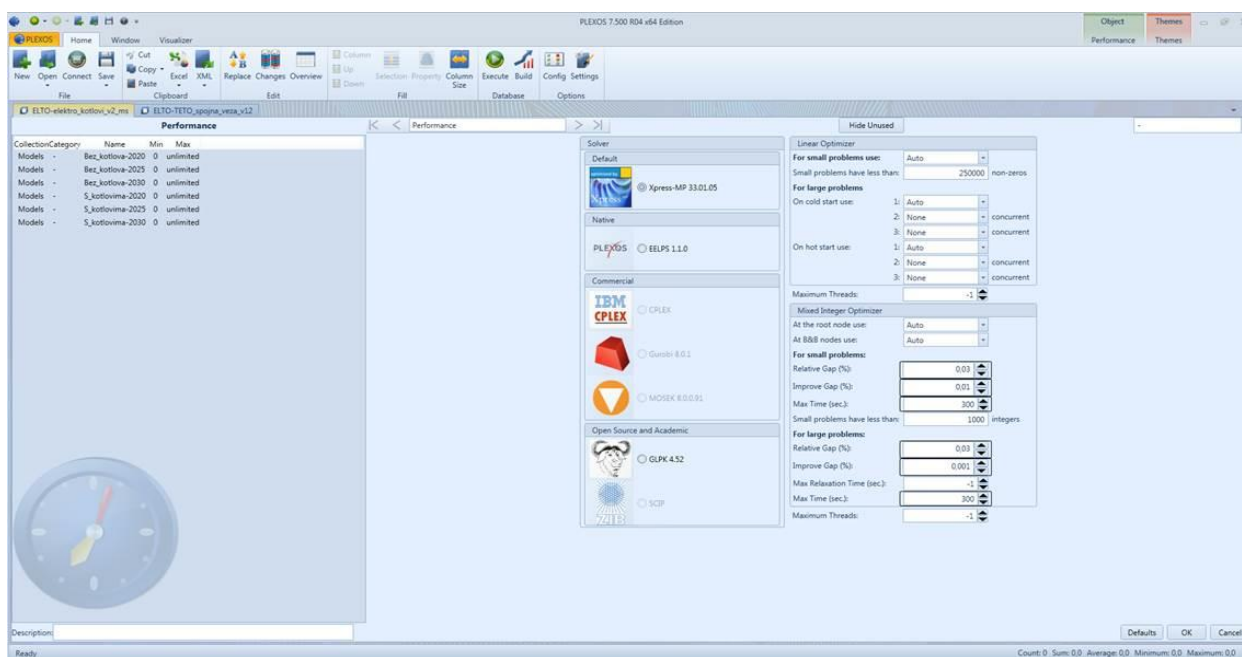 PLEXOS 7.500 R04 x64 Edition
Object Themes
PLEXOS Home Window Visualizer Performance Themes
New Open Connect Save Cut Copy Paste Excel XML Replace Changes Overview Column Up Down Selection Property Column Size Execute Build Config Settings
File Clipboard Edit Fill Database Options
ELTO-elektro_kotlovi_v2_ms ELTO-TETO_spojna_veza_v12
Performance
Performance
Hide Unused
-
Collection Category Name Min Max
Models - Bez_kotlova-2020 0 unlimited
Models - Bez_kotlova-2025 0 unlimited
Models - Bez_kotlova-2030 0 unlimited
Models - S_kotlovima-2020 0 unlimited
Models - S_kotlovima-2025 0 unlimited
Models - S_kotlovima-2030 0 unlimited
Description:
Solver
Default
Xpress
Xpress-MP 33.01.05
Native
PLEXOS EELPS 1.1.0
Commercial
IBM CPLEX
CPLEX
Gurobi 8.0.1
MOSEK 6.0.0.91
Open Source and Academic
GLPK 4.52
ZIB SCIP
Linear Optimizer
For small problems use: Auto
Small problems have less than: 250000 non-zeros
For large problems
On cold start use: 1: Auto
2: None concurrent
3: None concurrent
On hot start use: 1: Auto
2: None concurrent
3: None concurrent
Maximum Threads: -1
Mixed Integer Optimizer
At the root node use: Auto
At B&B nodes use: Auto
For small problems:
Relative Gap (%): 0,03
Improve Gap (%): 0,01
Max Time (sec.): 300
Small problems have less than: 1000 integers
For large problems:
Relative Gap (%): 0,03
Improve Gap (%): 0,001
Max Relaxation Time (sec.): -1
Max Time (sec.): 300
Maximum Threads: -1
Defaults OK Cancel
Ready
Count: 0 Sum: 0.0 Average: 0.0 Minimum: 0.0 Maximum: 0.0